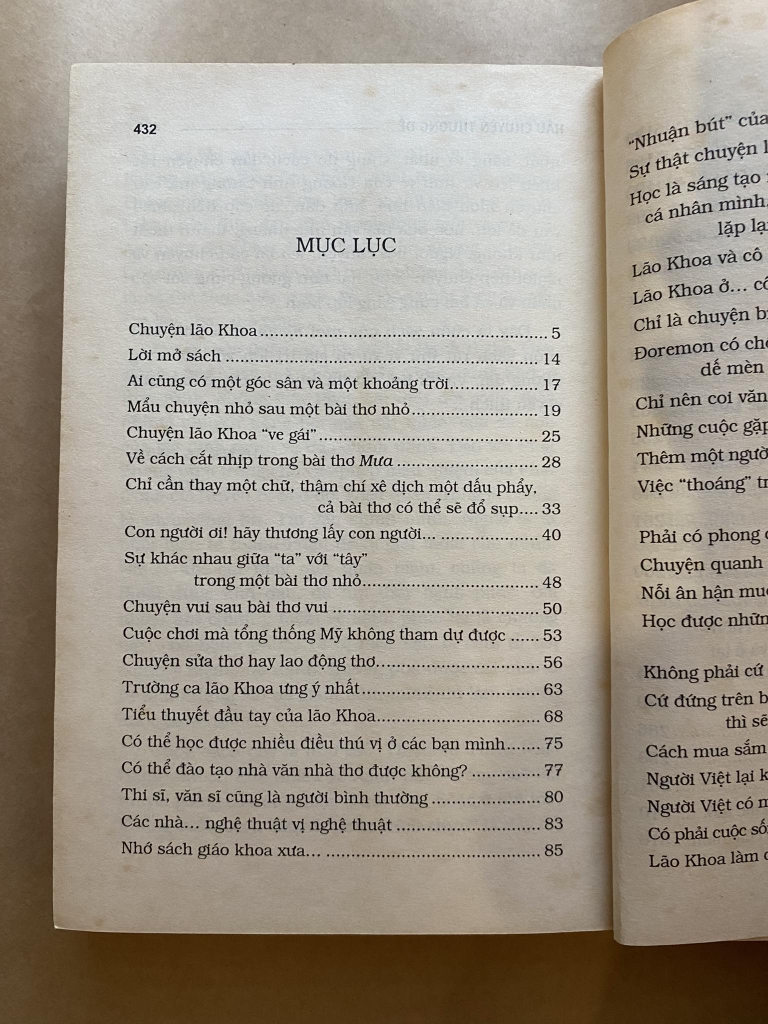 432
MỤC LỤC
Chuyện lão Khoa.................................................... 5
Lời mở sách ......................................................... 14
Ai cũng có một góc sân và một khoảng trời................ 17
Mẩu chuyện nhỏ sau một bài thơ nhỏ....................... 19
Chuyện lão Khoa “ve gái”........................................ 25
Về cách cắt nhịp trong bài thơ Mưa .......................... 28
Chỉ cần thay một chữ, thậm chí xê dịch một dấu phẩy,
cả bài thơ có thể sẽ đổ sụp.... 33
Con người ơi! hãy thương lấy con người... .................. 40
Sự khác nhau giữa “ta” với “tây”
trong một bài thơ nhỏ................................ 48
Chuyện vui sau bài thơ vui ...................................... 50
Cuộc chơi mà tổng thống Mỹ không tham dự được ...... 53
Chuyện sửa thơ hay lao động thơ.............................. 56
Trường ca lão Khoa ưng ý nhất................................. 63
Tiểu thuyết đầu tay của lão Khoa.............................. 68
Có thể học được nhiều điều thú vị ở các bạn mình....... 75
Có thể đào tạo nhà văn nhà thơ được không? .............. 77
Thi sĩ, văn sĩ cũng là người bình thường .................... 80
Các nhà... nghệ thuật vị nghệ thuật .......................... 83
Nhớ sách giáo khoa xưa... ........................................ 85
“Nhuận bút” của
Sự thật chuyện
Học là sáng tạo
cá nhân mình,
lặp lại
Lão Khoa và cô
Lão Khoa ở...
Chỉ là chuyện
Đoremon có
dế mèn
Chỉ nên coi văn
Những cuộc gặp
Thêm một người
Việc “thoáng”
Phải có phong
Chuyện quanh
Nỗi ân hận
Học được những
Không phải cứ
Cứ đứng trên
thì sẽ
Cách mua sắm
Người Việt lại
Người Việt có
Có phải cuộc
Lão Khoa làm